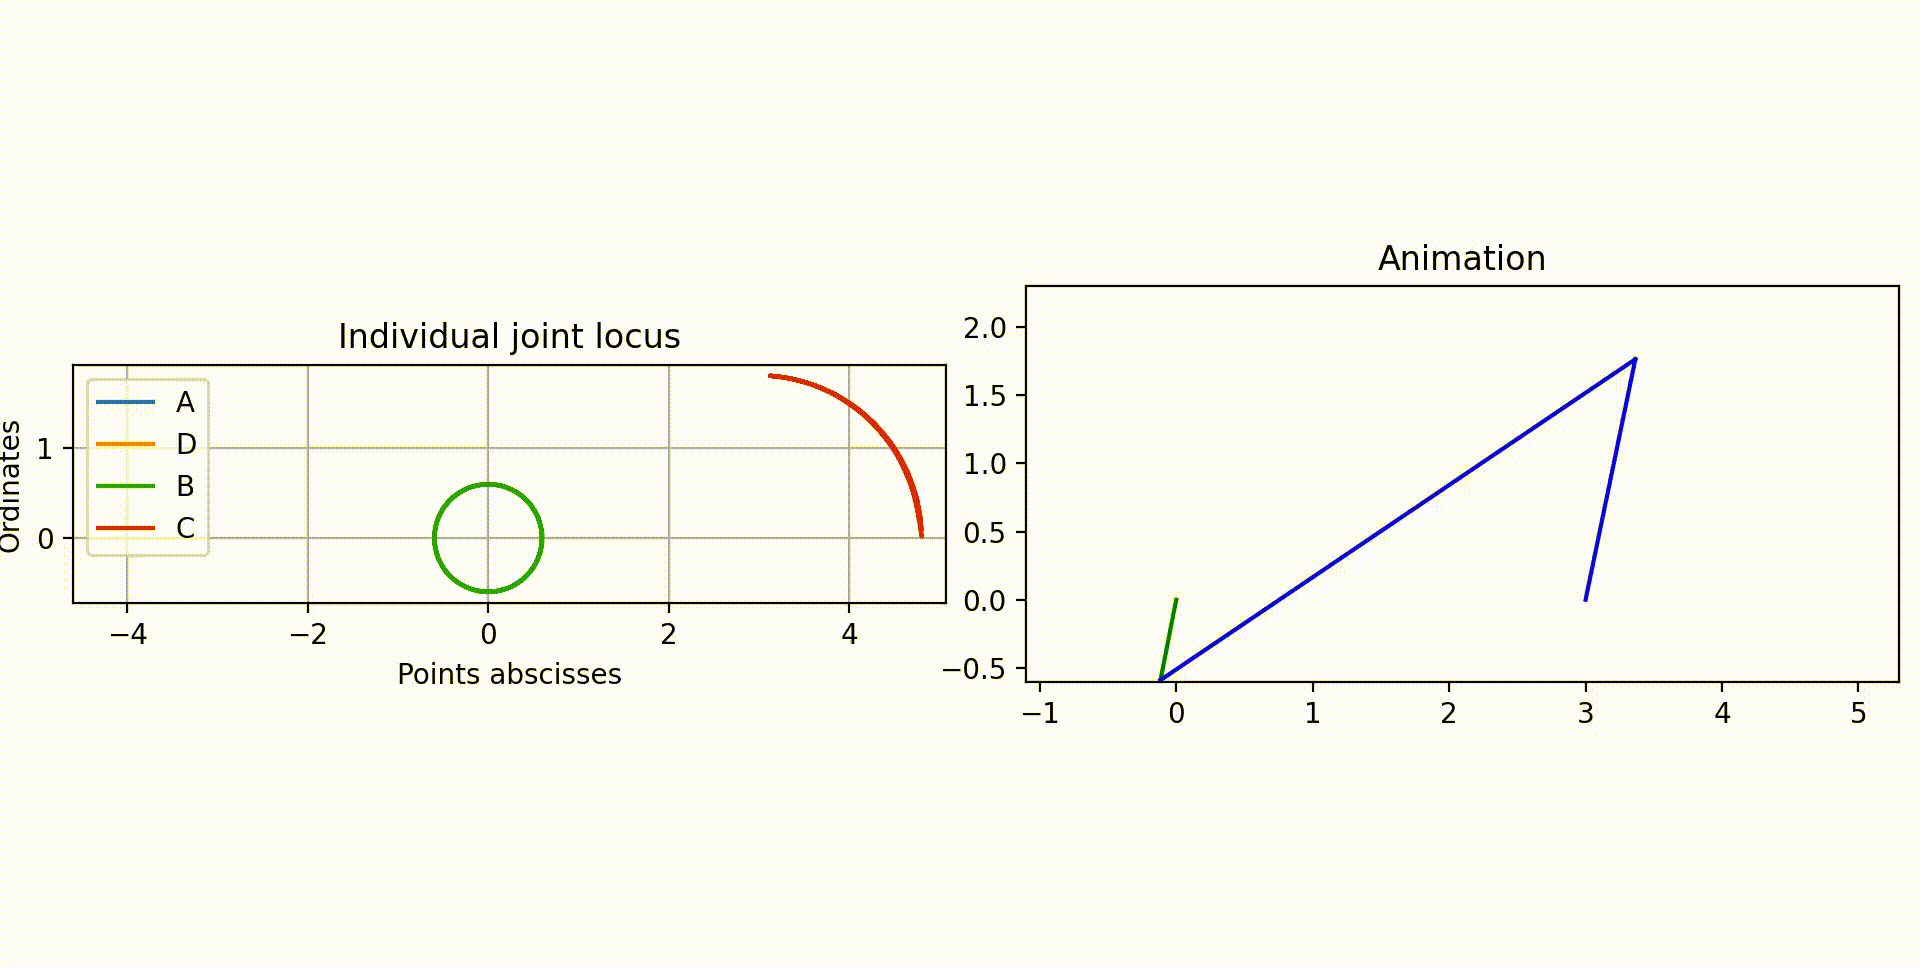 Individual joint locus
A
D
B
C
Ordinates
1
0
−4 −2 0 2 4
Points abscisses
Animation
2.0
1.5
1.0
0.5
0.0
−0.5
−1 0 1 2 3 4 5